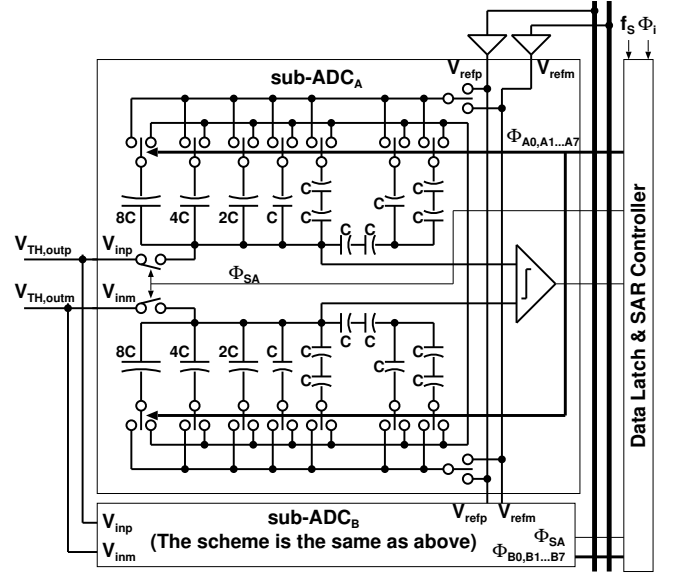 f_S Φ_i
V_refp V_refm
sub-ADC_A
Φ_A0,A1...A7
8C 4C 2C C C C C C C
C C
V_TH,outp V_inp
Φ_SA
V_TH,outm V_inm
C C
8C 4C 2C C C C C C C
Data Latch & SAR Controller
V_refp V_refm
sub-ADC_B
V_inp
(The scheme is the same as above)
V_inm
Φ_SA
Φ_B0,B1...B7